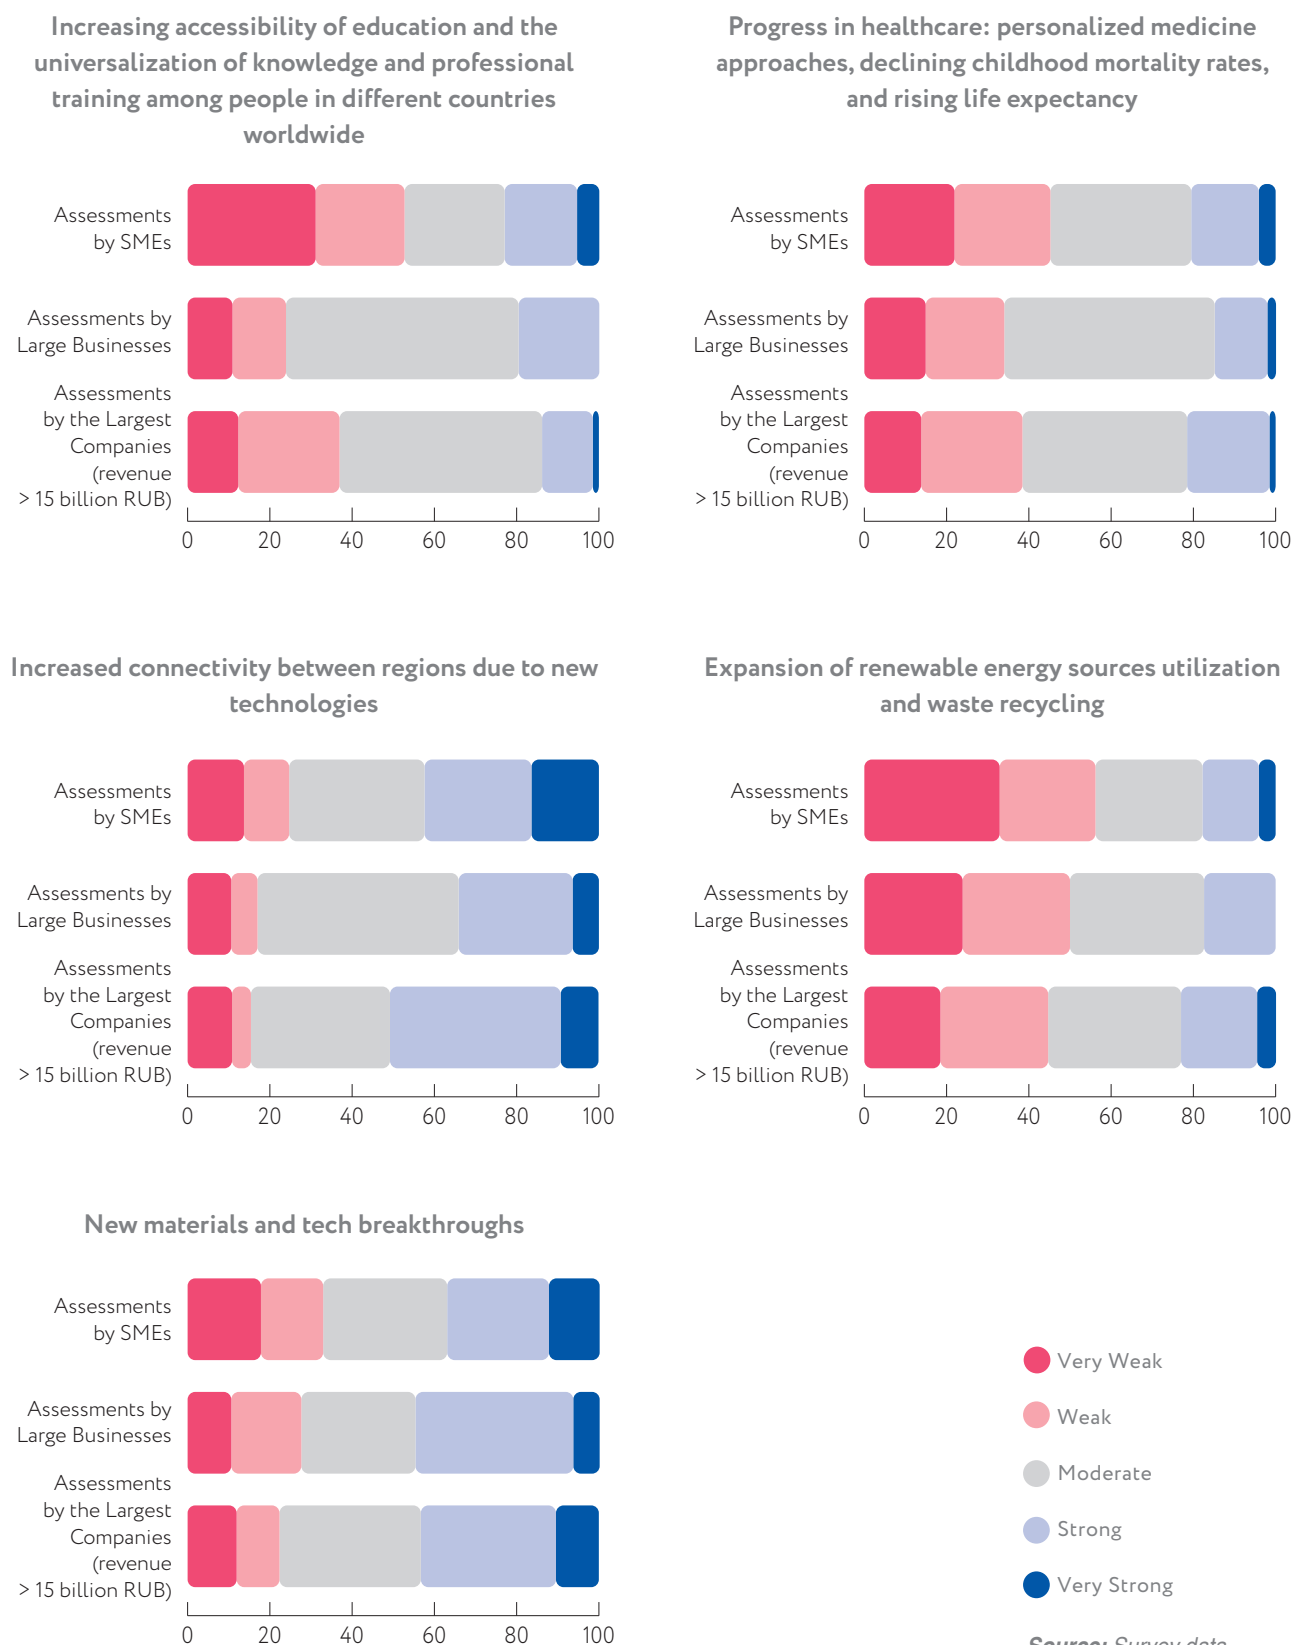 Increasing accessibility of education and the
universalization of knowledge and professional
training among people in different countries
worldwide
Assessments
by SMEs
Assessments by
Large Businesses
Assessments
by the Largest
Companies
(revenue
> 15 billion RUB)
0 20 40 60 80 100
Progress in healthcare: personalized medicine
approaches, declining childhood mortality rates,
and rising life expectancy
Assessments
by SMEs
Assessments by
Large Businesses
Assessments
by the Largest
Companies
(revenue
> 15 billion RUB)
0 20 40 60 80 100
Increased connectivity between regions due to new
technologies
Assessments
by SMEs
Assessments by
Large Businesses
Assessments
by the Largest
Companies
(revenue
> 15 billion RUB)
0 20 40 60 80 100
Expansion of renewable energy sources utilization
and waste recycling
Assessments
by SMEs
Assessments by
Large Businesses
Assessments
by the Largest
Companies
(revenue
> 15 billion RUB)
0 20 40 60 80 100
New materials and tech breakthroughs
Assessments
by SMEs
Assessments by
Large Businesses
Assessments
by the Largest
Companies
(revenue
> 15 billion RUB)
0 20 40 60 80 100
Very Weak
Weak
Moderate
Strong
Very Strong
Source: Survey data